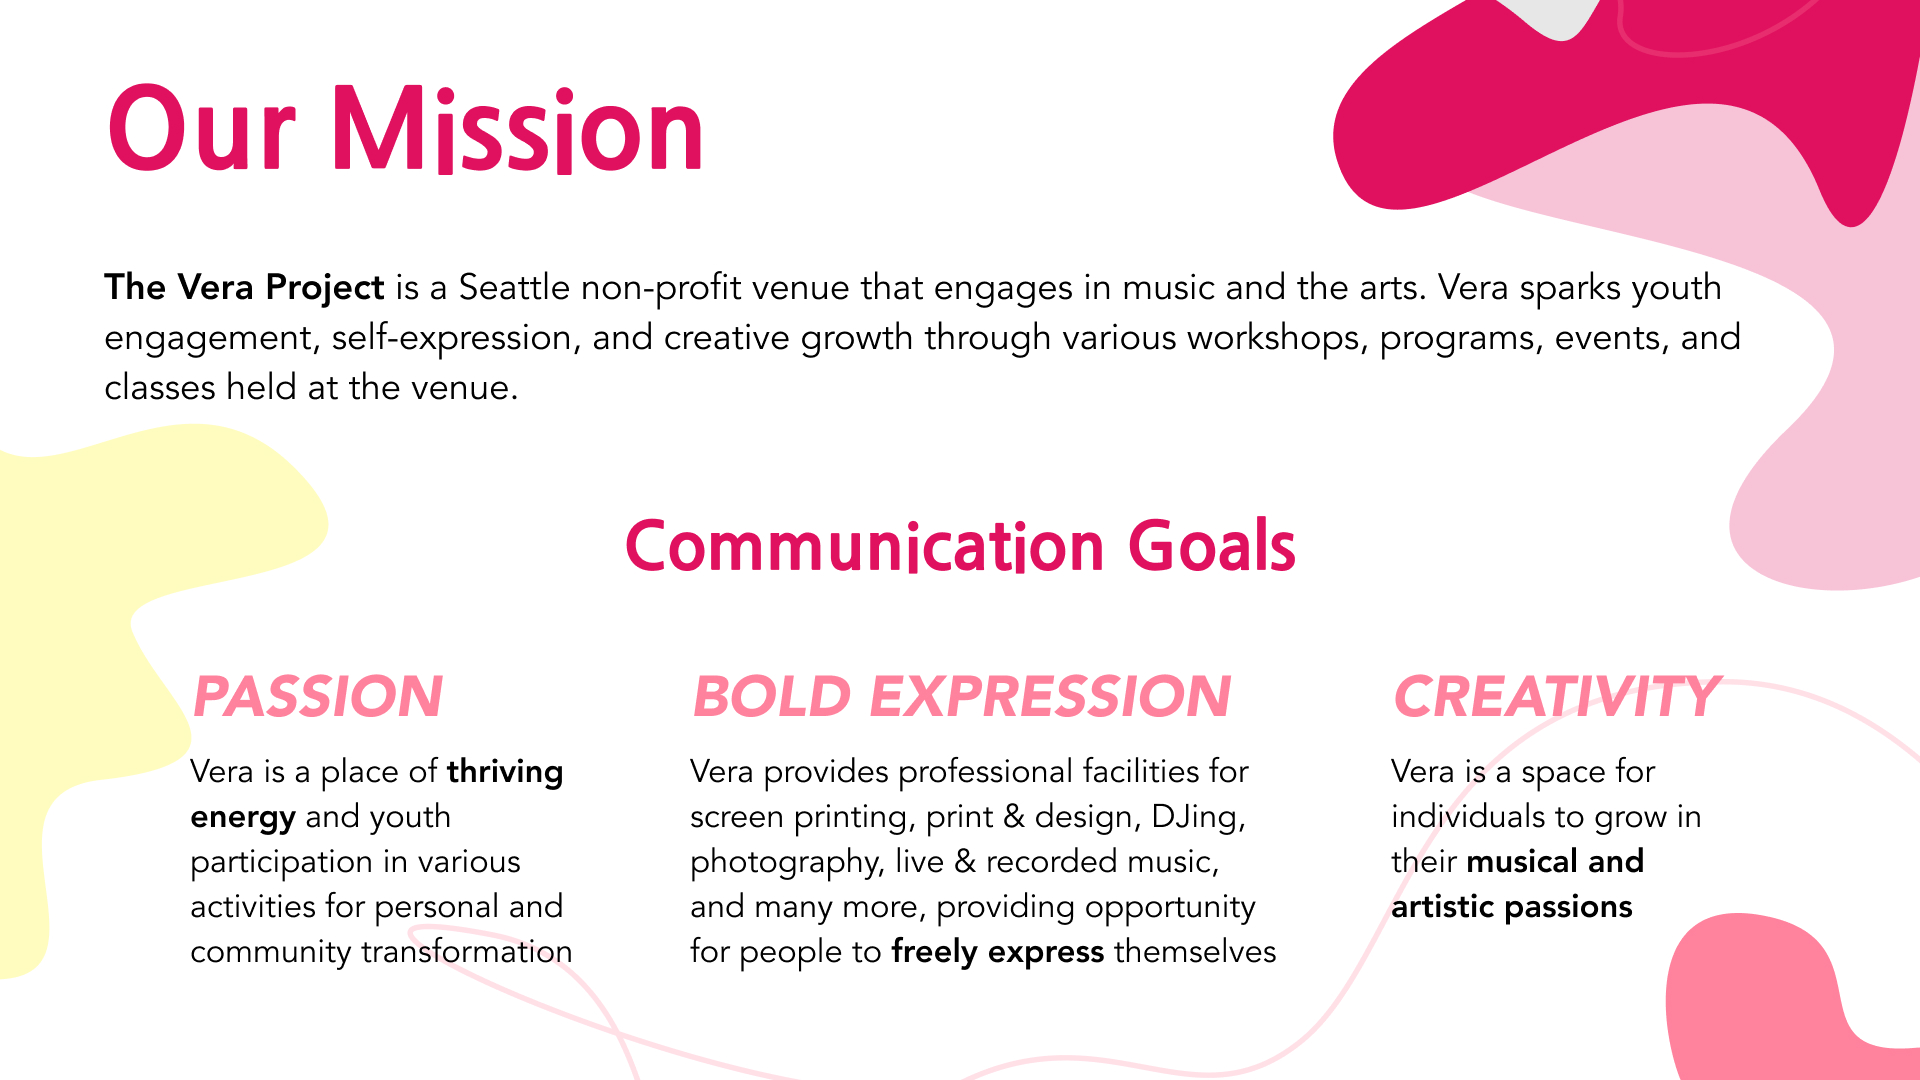 Our Mission
The Vera Project is a Seattle non-profit venue that engages in music and the arts. Vera sparks youth
engagement, self-expression, and creative growth through various workshops, programs, events, and
classes held at the venue.
Communication Goals
PASSION
Vera is a place of thriving
energy and youth
participation in various
activities for personal and
community transformation
BOLD EXPRESSION
Vera provides professional facilities for
screen printing, print & design, DJing,
photography, live & recorded music,
and many more, providing opportunity
for people to freely express themselves
CREATIVITY
Vera is a space for
individuals to grow in
their musical and
artistic passions